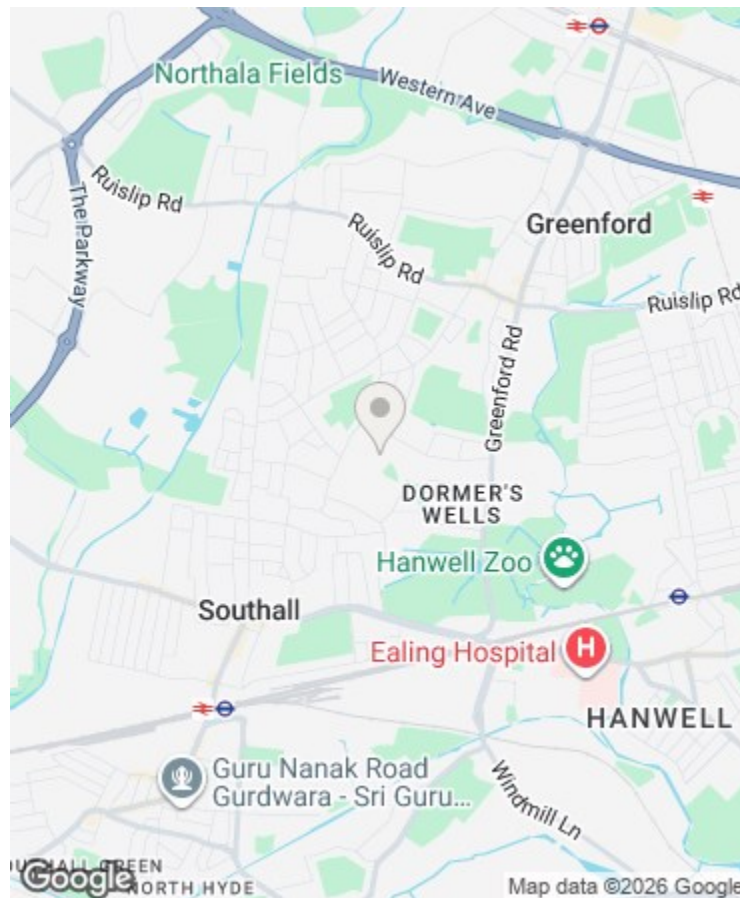 Northala Fields
Western Ave
Ruislip Rd
The Parkway
Greenford
Ruislip Rd
Ruislip Rd
Greenford Rd
DORMER'S
WELLS
Hanwell Zoo
Southall
Ealing Hospital
H
HANWELL
Guru Nanak Road
Gurdwara - Sri Guru...
Windmill Ln
GREEN
NORTH HYDE
Google
Map data ©2026 Google